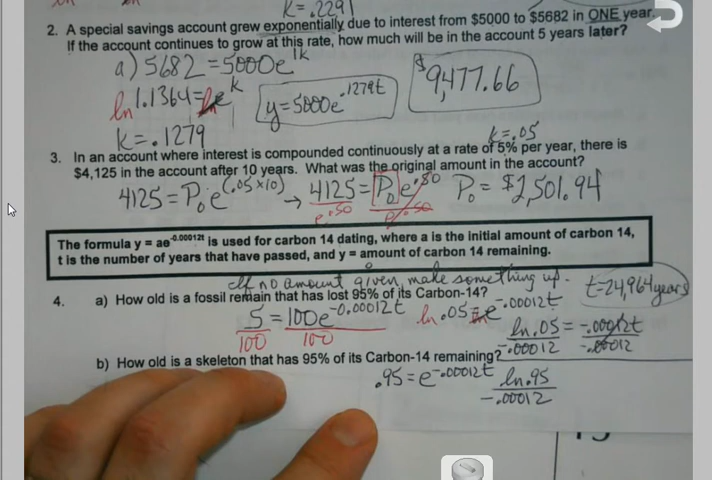 K=.2291
2. A special savings account grew exponentially due to interest from $5000 to $5682 in ONE year.
If the account continues to grow at this rate, how much will be in the account 5 years later?
a) 5682 = 5000e^1k
ln 1.1364 = ln e^k
y = 5000e^.1279t
$9,477.66
K = .1279
K = .05
3. In an account where interest is compounded continuously at a rate of 5% per year, there is
$4,125 in the account after 10 years. What was the original amount in the account?
4125 = P₀e^(.05×10) → 4125 = P₀e^.50 P₀ = $2,501.94
e^.50 e^.50
The formula y = ae^-0.00012t is used for carbon 14 dating, where a is the initial amount of carbon 14,
t is the number of years that have passed, and y = amount of carbon 14 remaining.
If no amount given, make something up.
4. a) How old is a fossil remain that has lost 95% of its Carbon-14? t=24,964 years
5 = 100e^-0.00012t ln .05 = ln e^-.00012t
100 100
ln .05 = -.00012t
-.00012 -.00012
b) How old is a skeleton that has 95% of its Carbon-14 remaining?
.95 = e^-.00012t ln .95
-.00012